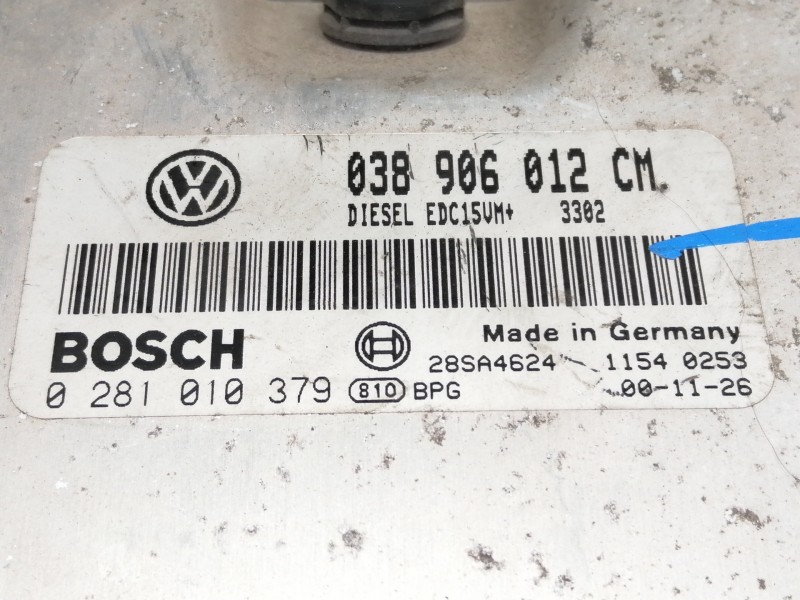 038 906 012 CM.
DIESEL EDC15VM+ 3302
BOSCH
Made in Germany
28SA4624 1154 0253
0 281 010 379 810 BPG 00-11-26